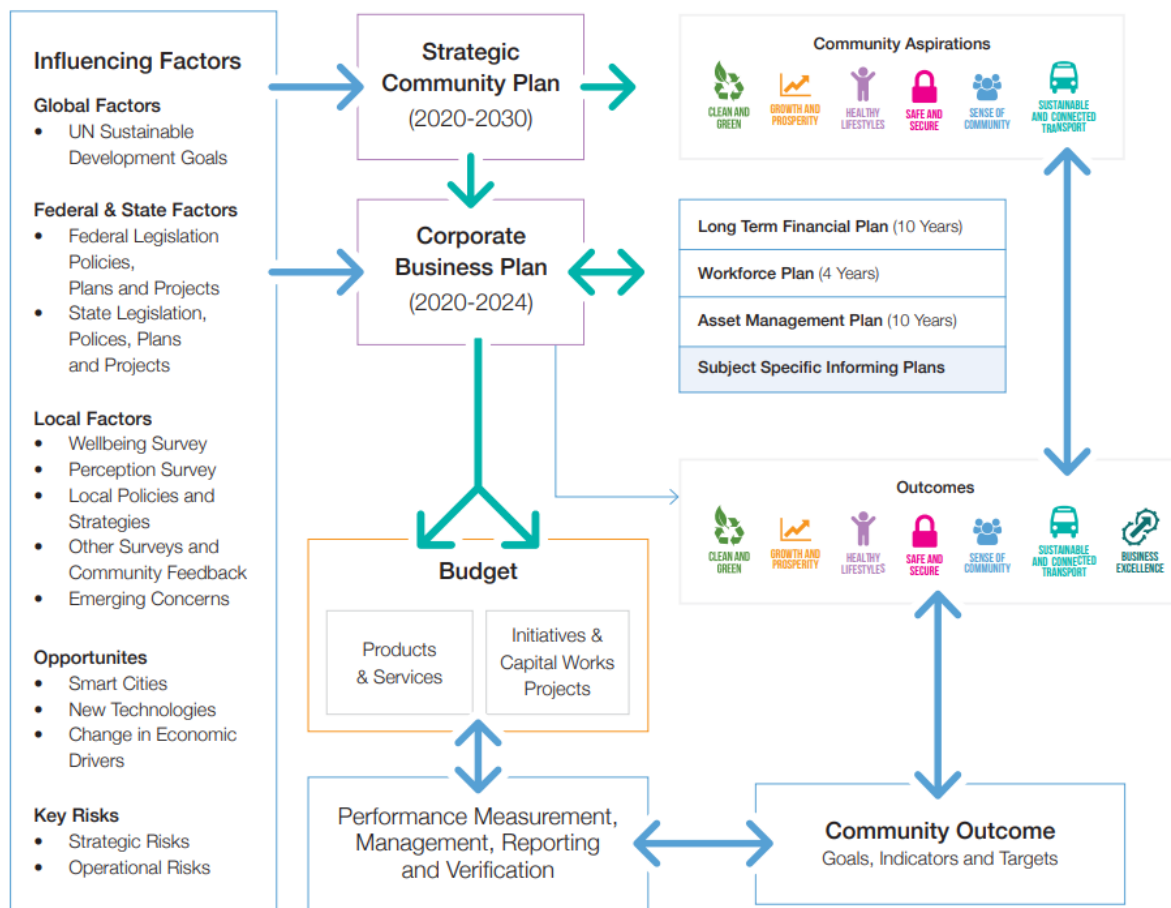 Influencing Factors
Global Factors
• UN Sustainable
Development Goals
Federal & State Factors
• Federal Legislation
Policies,
Plans and Projects
• State Legislation,
Polices, Plans
and Projects
Local Factors
• Wellbeing Survey
• Perception Survey
• Local Policies and
Strategies
• Other Surveys and
Community Feedback
• Emerging Concerns
Opportunites
• Smart Cities
• New Technologies
• Change in Economic
Drivers
Key Risks
• Strategic Risks
• Operational Risks
Strategic
Community Plan
(2020-2030)
Corporate
Business Plan
(2020-2024)
Budget
Products
& Services
Initiatives &
Capital Works
Projects
Performance Measurement,
Management, Reporting
and Verification
Community Aspirations
CLEAN AND
GREEN
GROWTH AND
PROSPERITY
HEALTHY
LIFESTYLES
SAFE AND
SECURE
SENSE OF
COMMUNITY
SUSTAINABLE
AND CONNECTED
TRANSPORT
Long Term Financial Plan (10 Years)
Workforce Plan (4 Years)
Asset Management Plan (10 Years)
Subject Specific Informing Plans
Outcomes
CLEAN AND
GREEN
GROWTH AND
PROSPERITY
HEALTHY
LIFESTYLES
SAFE AND
SECURE
SENSE OF
COMMUNITY
SUSTAINABLE
AND CONNECTED
TRANSPORT
BUSINESS
EXCELLENCE
Community Outcome
Goals, Indicators and Targets